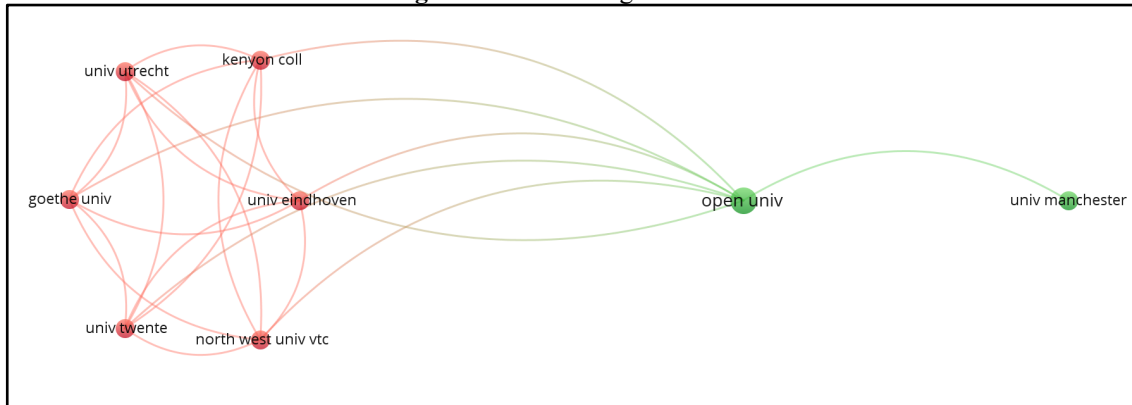 kenyon coll
univ utrecht
goethe univ
univ eindhoven
open univ
univ manchester
univ twente
north west univ vtc